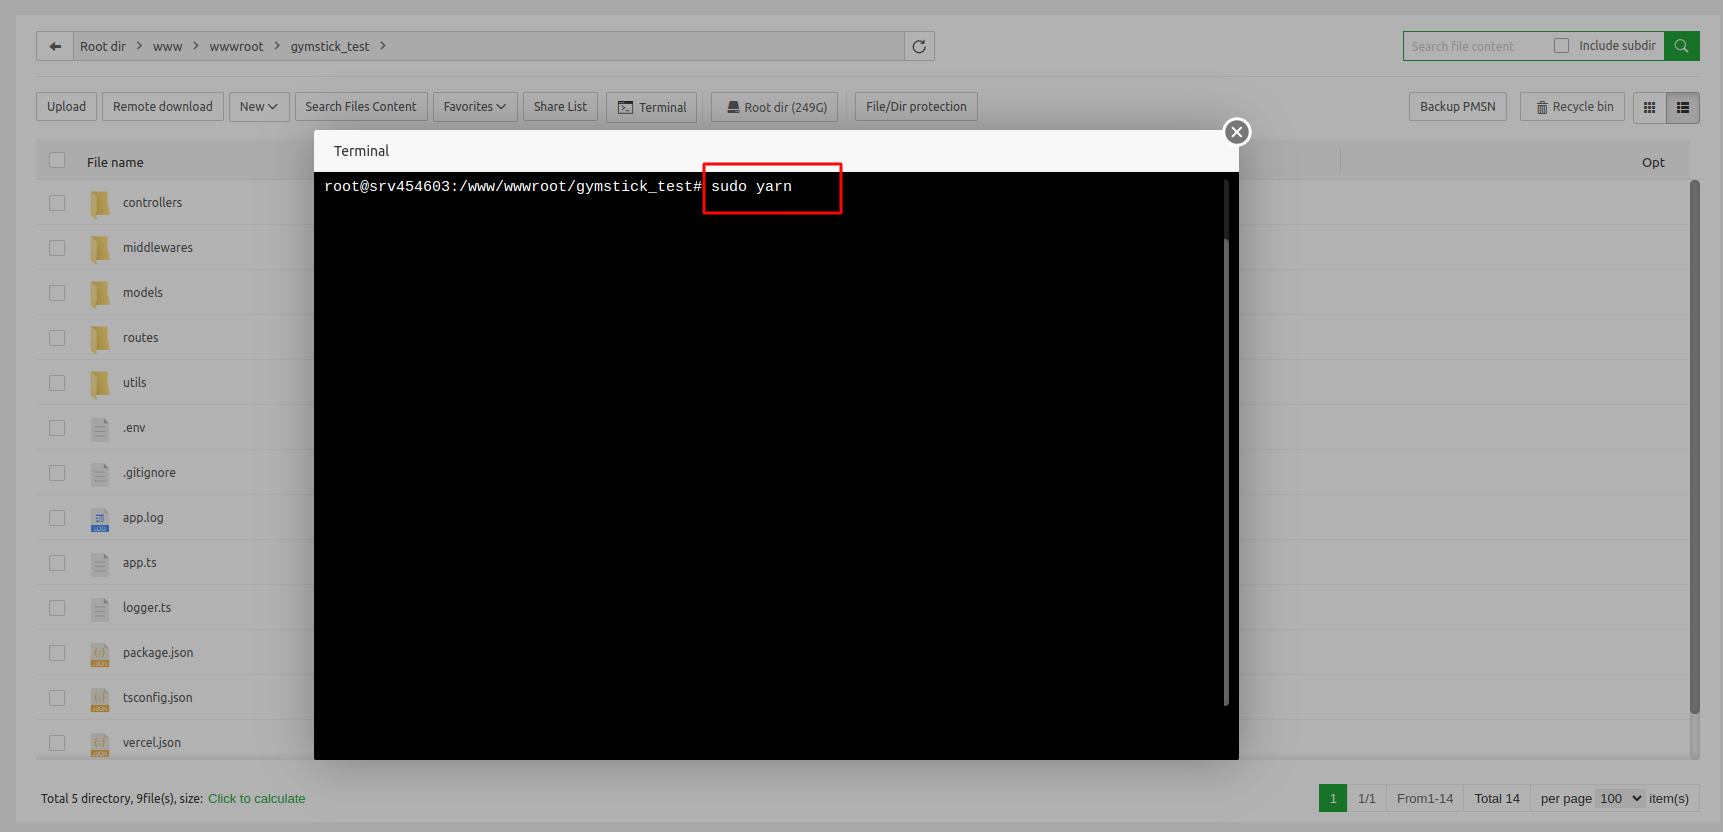 Root dir > www > wwwroot > gymstick_test >
Search file content Include subdir
Upload Remote download New Search Files Content Favorites Share List Terminal Root dir (249G) File/Dir protection Backup PMSN Recycle bin
Terminal
File name Opt
root@srv454603:/www/wwwroot/gymstick_test# sudo yarn
controllers
middlewares
models
routes
utils
.env
.gitignore
LOG app.log
app.ts
logger.ts
JSON package.json
JSON tsconfig.json
JSON vercel.json
Total 5 directory, 9file(s), size: Click to calculate 1 1/1 From1-14 Total 14 per page 100 item(s)